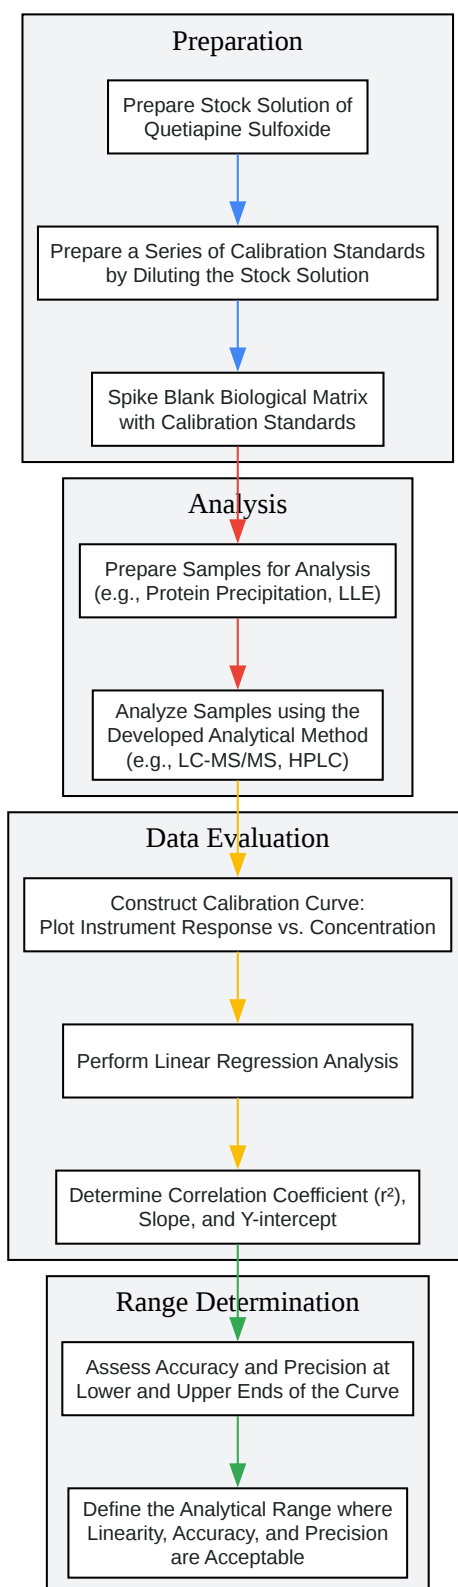 Preparation
Prepare Stock Solution of
Quetiapine Sulfoxide
Prepare a Series of Calibration Standards
by Diluting the Stock Solution
Spike Blank Biological Matrix
with Calibration Standards
Analysis
Prepare Samples for Analysis
(e.g., Protein Precipitation, LLE)
Analyze Samples using the
Developed Analytical Method
(e.g., LC-MS/MS, HPLC)
Data Evaluation
Construct Calibration Curve:
Plot Instrument Response vs. Concentration
Perform Linear Regression Analysis
Determine Correlation Coefficient (r²),
Slope, and Y-intercept
Range Determination
Assess Accuracy and Precision at
Lower and Upper Ends of the Curve
Define the Analytical Range where
Linearity, Accuracy, and Precision
are Acceptable